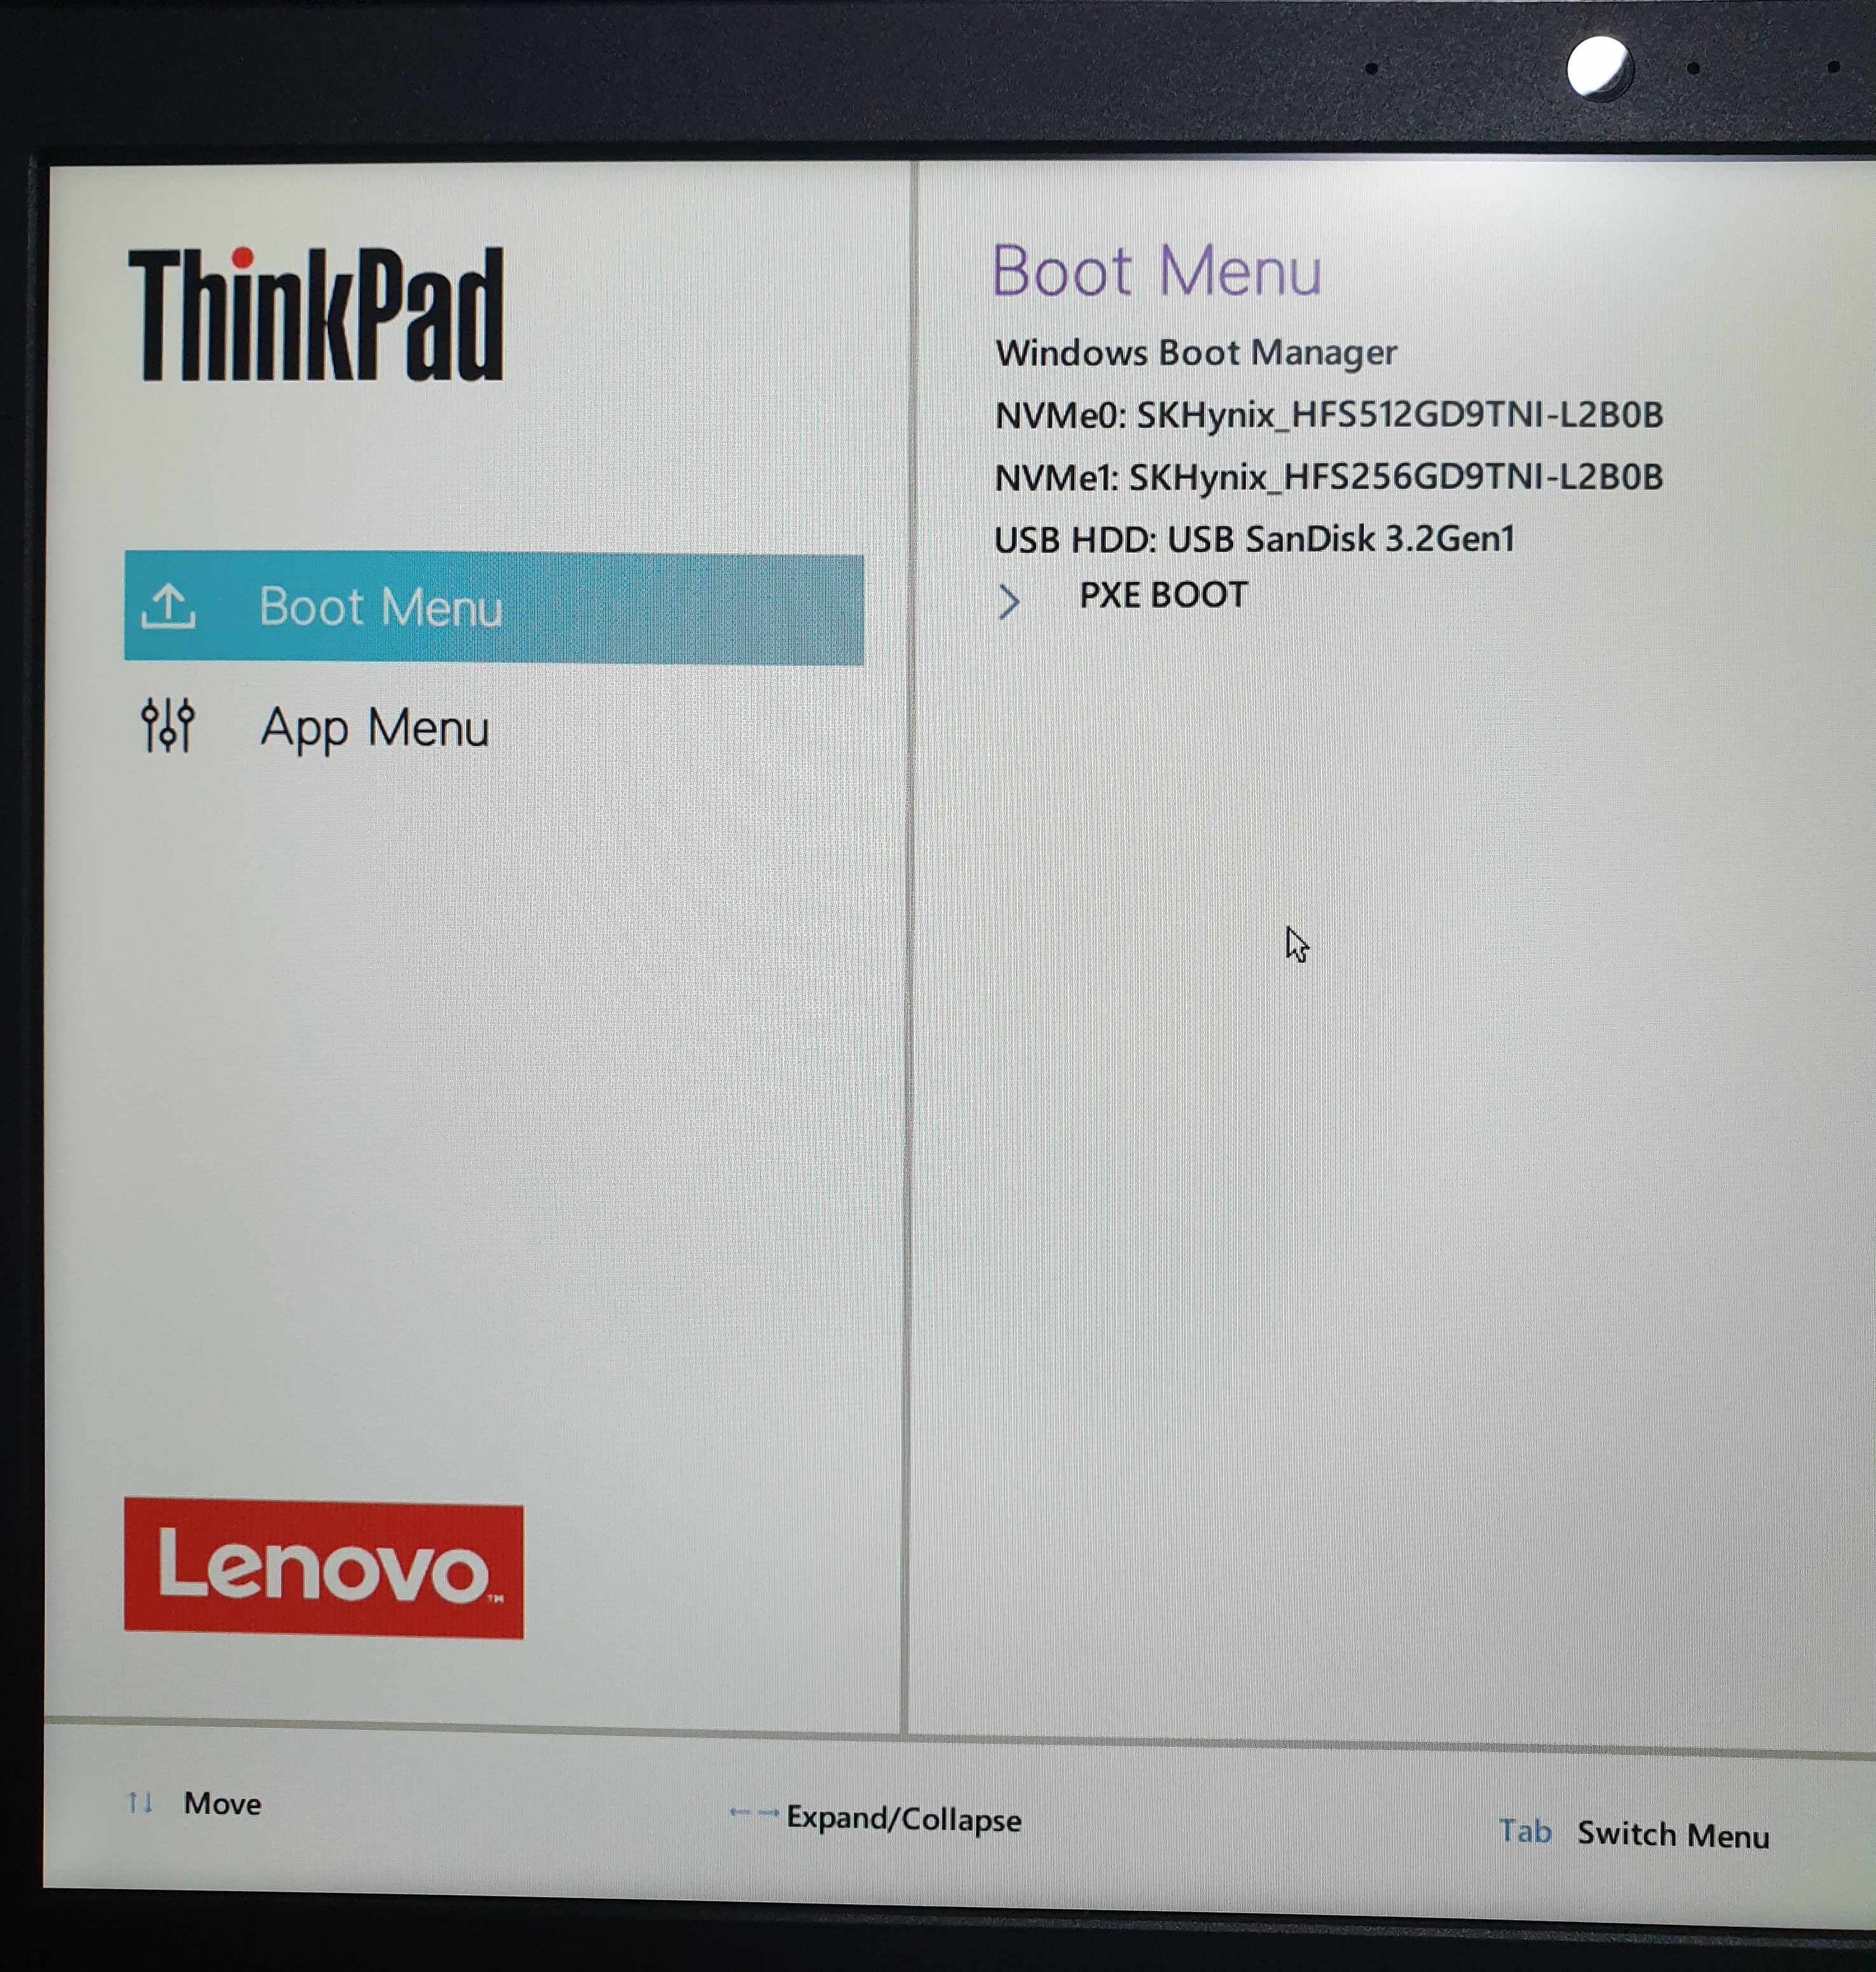 ThinkPad
Boot Menu
App Menu
Lenovo™
Boot Menu
Windows Boot Manager
NVMe0: SKHynix_HFS512GD9TNI-L2B0B
NVMe1: SKHynix_HFS256GD9TNI-L2B0B
USB HDD: USB SanDisk 3.2Gen1
> PXE BOOT
↑↓ Move
←→ Expand/Collapse
Tab Switch Menu